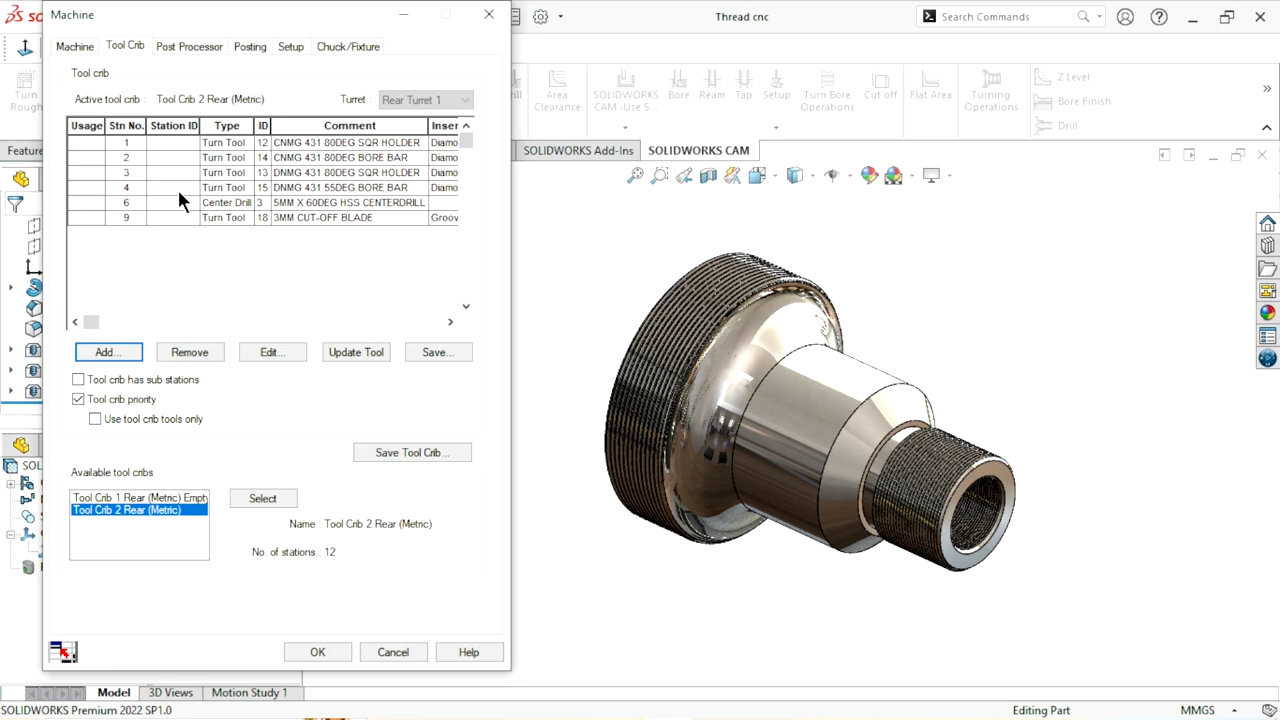 Machine
Thread cnc
Search Commands
Machine
Tool Crib
Post Processor
Posting
Setup
Chuck/Fixture
Tool crib
Active tool crib : Tool Crib 2 Rear (Metric)
Turret : Rear Turret 1
Usage Stn No. Station ID Type ID Comment Inser
1 Turn Tool 12 CNMG 431 80DEG SQR HOLDER Diamo
2 Turn Tool 14 CNMG 431 80DEG BORE BAR Diamo
3 Turn Tool 13 DNMG 431 80DEG SQR HOLDER Diamo
4 Turn Tool 15 DNMG 431 55DEG BORE BAR Diamo
6 Center Drill 3 5MM X 60DEG HSS CENTERDRILL
9 Turn Tool 18 3MM CUT-OFF BLADE Groov
Add...
Remove
Edit...
Update Tool
Save...
Tool crib has sub stations
Tool crib priority
Use tool crib tools only
Save Tool Crib...
Available tool cribs
Tool Crib 1 Rear (Metric) Empty
Tool Crib 2 Rear (Metric)
Select
Name : Tool Crib 2 Rear (Metric)
No. of stations : 12
OK
Cancel
Help
Turn
Rough
Area
Clearance
SOLIDWORKS
CAM -Use $...
Bore
Ream
Tap
Setup
Turn Bore
Operations
Cut off
Flat Area
Turning
Operations
Z Level
Bore Finish
Drill
Feature
SOLIDWORKS Add-Ins
SOLIDWORKS CAM
SOL
Model
3D Views
Motion Study 1
SOLIDWORKS Premium 2022 SP1.0
Editing Part
MMGS